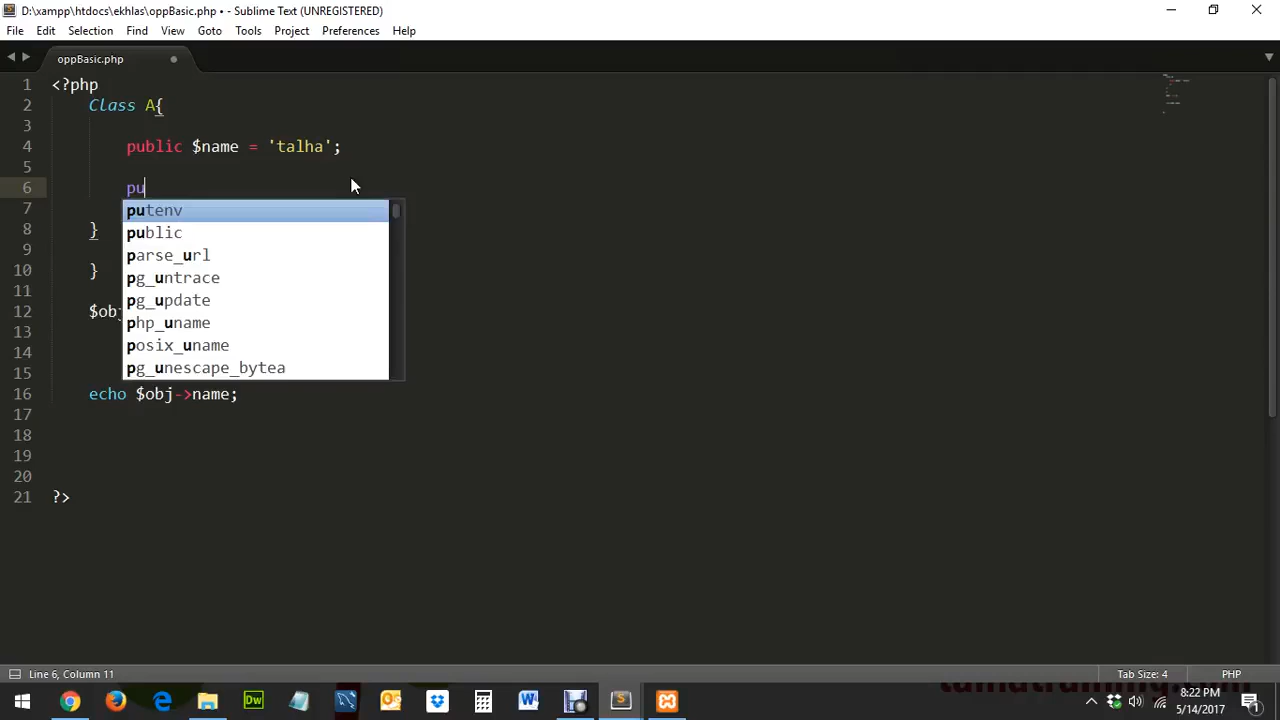 D:\xampp\htdocs\ekhlas\oppBasic.php • - Sublime Text (UNREGISTERED)
File Edit Selection Find View Goto Tools Project Preferences Help
oppBasic.php
1 <?php
2 Class A{
3
4 public $name = 'talha';
5
6 pu
putenv
7
public
8 }
parse_url
9
10 }
pg_untrace
11
pg_update
12 $obj
php_uname
13
posix_uname
14
15
pg_unescape_bytea
16 echo $obj->name;
17
18
19
20
21 ?>
Line 6, Column 11 Tab Size: 4 PHP
8:22 PM
5/14/2017